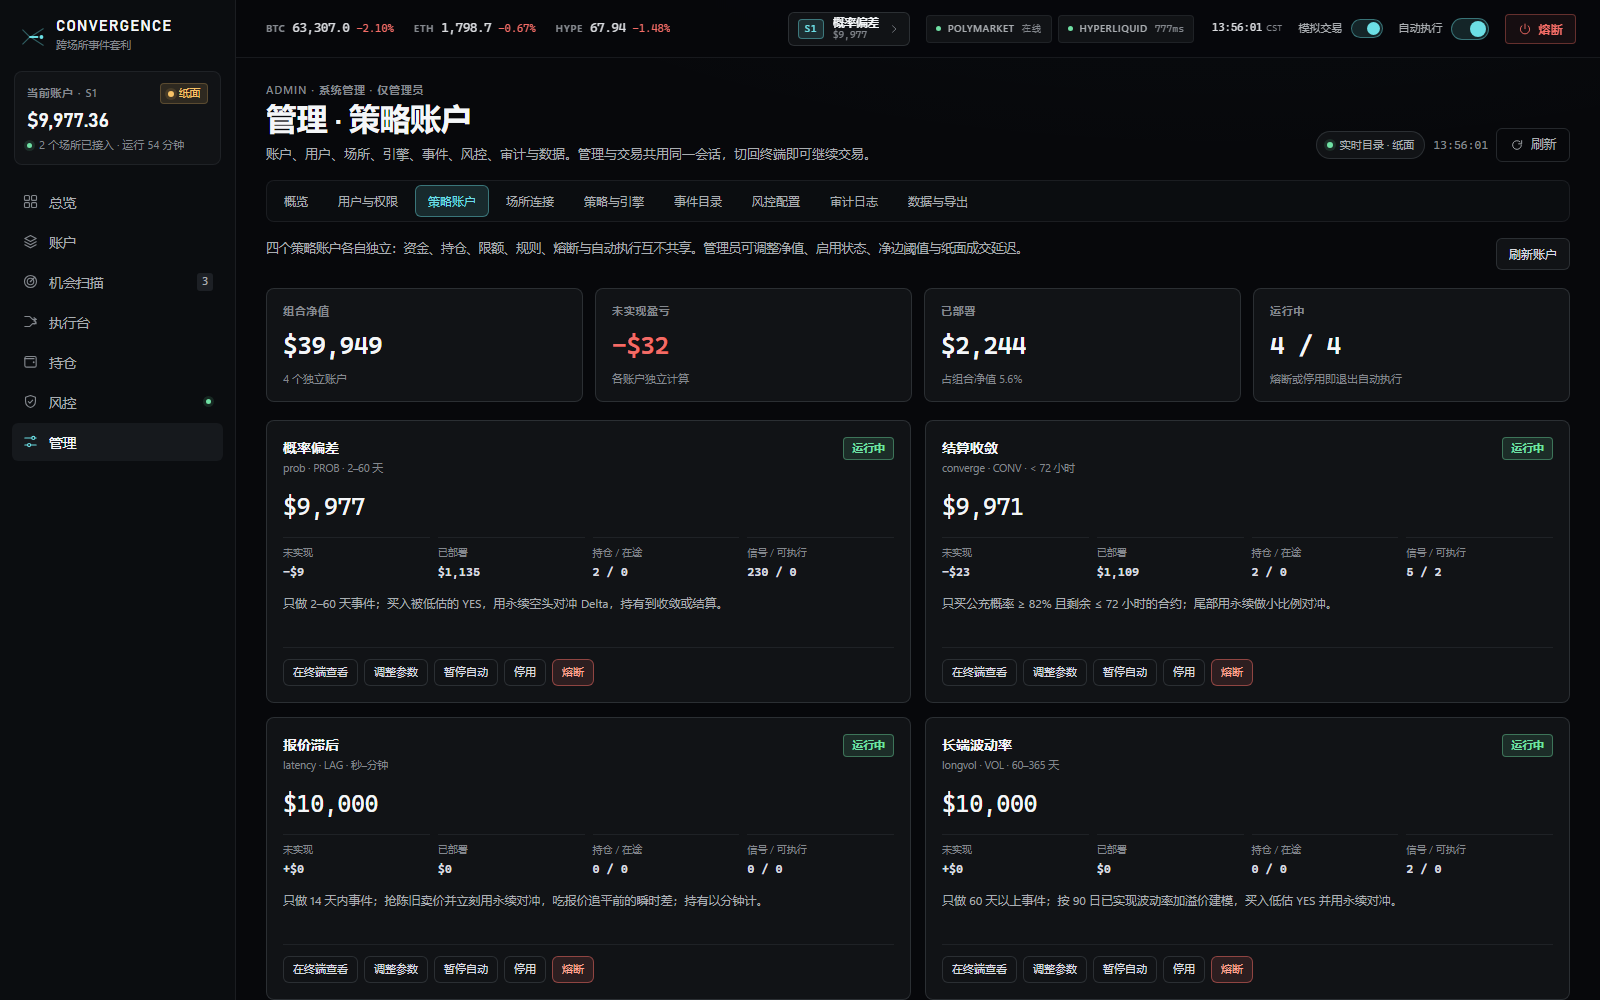 CONVERGENCE
跨场所事件套利
当前账户 · S1
纸面
$9,977.36
2 个场所已接入 · 运行 54 分钟
总览
账户
机会扫描
3
执行台
持仓
风控
管理
BTC 63,307.0 −2.10%
ETH 1,798.7 −0.67%
HYPE 67.94 −1.48%
S1 概率偏差
$9,977
POLYMARKET 在线
HYPERLIQUID 777ms
13:56:01 CST
模拟交易
自动执行
熔断
ADMIN · 系统管理 · 仅管理员
管理 · 策略账户
账户、用户、场所、引擎、事件、风控、审计与数据。管理与交易共用同一会话，切回终端即可继续交易。
实时目录 · 纸面
13:56:01
刷新
概览
用户与权限
策略账户
场所连接
策略与引擎
事件目录
风控配置
审计日志
数据与导出
四个策略账户各自独立：资金、持仓、限额、规则、熔断与自动执行互不共享。管理员可调整净值、启用状态、净边阈值与纸面成交延迟。
刷新账户
组合净值
$39,949
4 个独立账户
未实现盈亏
−$32
各账户独立计算
已部署
$2,244
占组合净值 5.6%
运行中
4 / 4
熔断或停用即退出自动执行
概率偏差
运行中
prob · PROB · 2–60 天
$9,977
未实现 已部署 持仓 / 在途 信号 / 可执行
−$9 $1,135 2 / 0 230 / 0
只做 2–60 天事件；买入被低估的 YES，用永续空头对冲 Delta，持有到收敛或结算。
在终端查看 调整参数 暂停自动 停用 熔断
结算收敛
运行中
converge · CONV · < 72 小时
$9,971
未实现 已部署 持仓 / 在途 信号 / 可执行
−$23 $1,109 2 / 0 5 / 2
只买公允概率 ≥ 82% 且剩余 ≤ 72 小时的合约；尾部用永续做小比例对冲。
在终端查看 调整参数 暂停自动 停用 熔断
报价滞后
运行中
latency · LAG · 秒–分钟
$10,000
未实现 已部署 持仓 / 在途 信号 / 可执行
+$0 $0 0 / 0 0 / 0
只做 14 天内事件；抢陈旧卖价并立刻用永续对冲，吃报价追平前的瞬时差；持有以分钟计。
在终端查看 调整参数 暂停自动 停用 熔断
长端波动率
运行中
longvol · VOL · 60–365 天
$10,000
未实现 已部署 持仓 / 在途 信号 / 可执行
+$0 $0 0 / 0 2 / 0
只做 60 天以上事件；按 90 日已实现波动率加溢价建模，买入低估 YES 并用永续对冲。
在终端查看 调整参数 暂停自动 停用 熔断